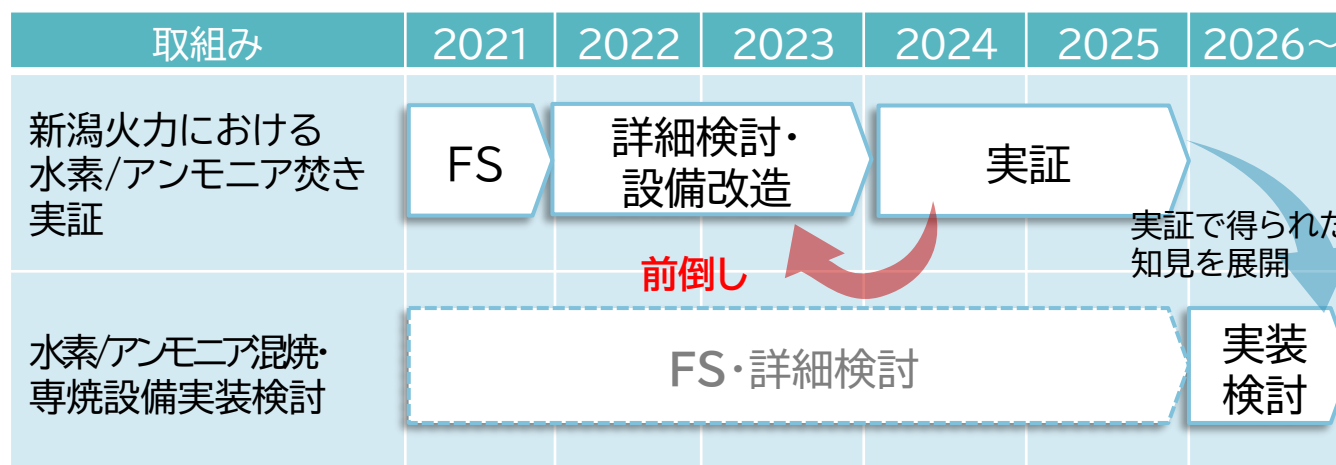 取組み 2021 2022 2023 2024 2025 2026~
新潟火力における
水素/アンモニア焚き
実証
FS
詳細検討・
設備改造
実証
実証で得られた
知見を展開
前倒し
水素/アンモニア混焼・
専焼設備実装検討
FS・詳細検討
実装
検討